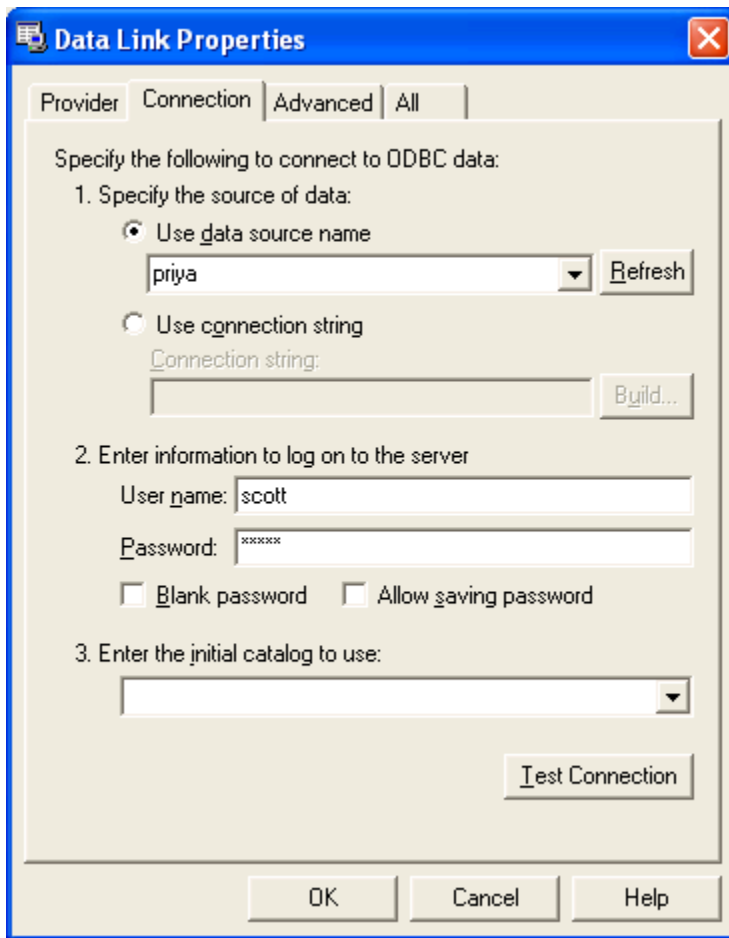 Data Link Properties
Provider Connection Advanced All
Specify the following to connect to ODBC data:
1. Specify the source of data:
Use data source name
priya Refresh
Use connection string
Connection string:
Build...
2. Enter information to log on to the server
User name: scott
Password: *****
Blank password Allow saving password
3. Enter the initial catalog to use:
Test Connection
OK Cancel Help